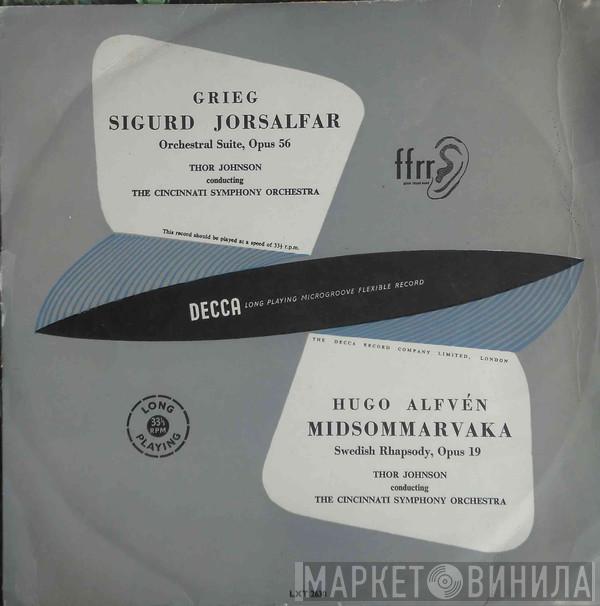 GRIEG
SIGURD JORSALFAR
Orchestral Suite, Opus 56
THOR JOHNSON
conducting
THE CINCINNATI SYMPHONY ORCHESTRA
ffrr
This record should be played at a speed of 33⅓ r.p.m.
DECCA LONG PLAYING MICROGROOVE FLEXIBLE RECORD
THE DECCA RECORD COMPANY LIMITED, LONDON
LONG
33⅓
RPM
PLAYING
HUGO ALFVÉN
MIDSOMMARVAKA
Swedish Rhapsody, Opus 19
THOR JOHNSON
conducting
THE CINCINNATI SYMPHONY ORCHESTRA
LXT
МАРКЕТ ВИНИЛА